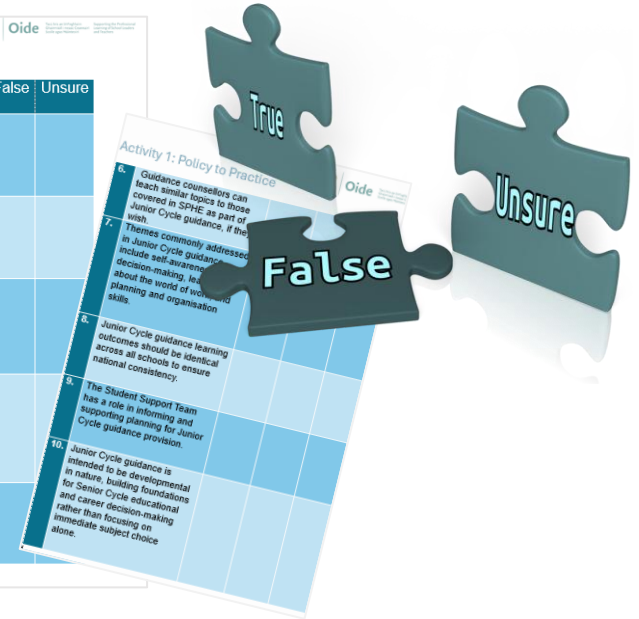 Oide
False Unsure
True
Unsure
False
Activity 1: Policy to Practice
Oide
6. Guidance counsellors can
teach similar topics to those
covered in SPHE as part of
Junior Cycle guidance, if they
wish.
7. Themes commonly addressed
in Junior Cycle guidance
include self-awareness,
decision-making,
about the world of work, and
planning and organisation
skills.
8. Junior Cycle guidance learning
outcomes should be identical
across all schools to ensure
national consistency.
9. The Student Support Team
has a role in informing and
supporting planning for Junior
Cycle guidance provision.
10. Junior Cycle guidance is
intended to be developmental
in nature, building foundations
for Senior Cycle educational
and career decision-making
rather than focusing on
immediate subject choice
alone.